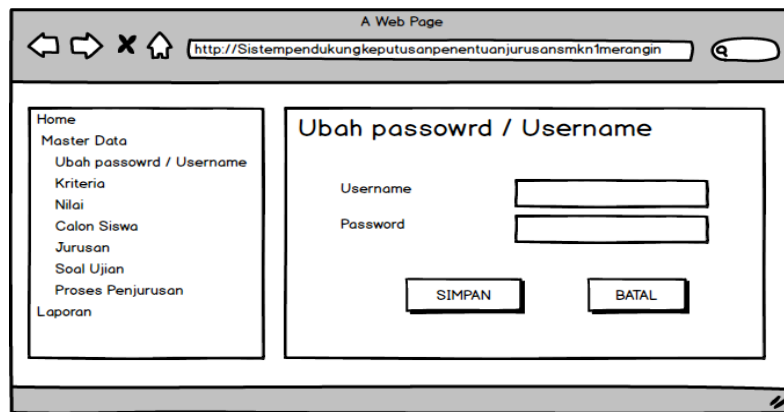 A Web Page
http://Sistempendukungkeputusanpenentuanjurusansmkn1merangin
Home
Master Data
Ubah passowrd / Username
Kriteria
Nilai
Calon Siswa
Jurusan
Soal Ujian
Proses Penjurusan
Laporan
Ubah passowrd / Username
Username
Password
SIMPAN BATAL